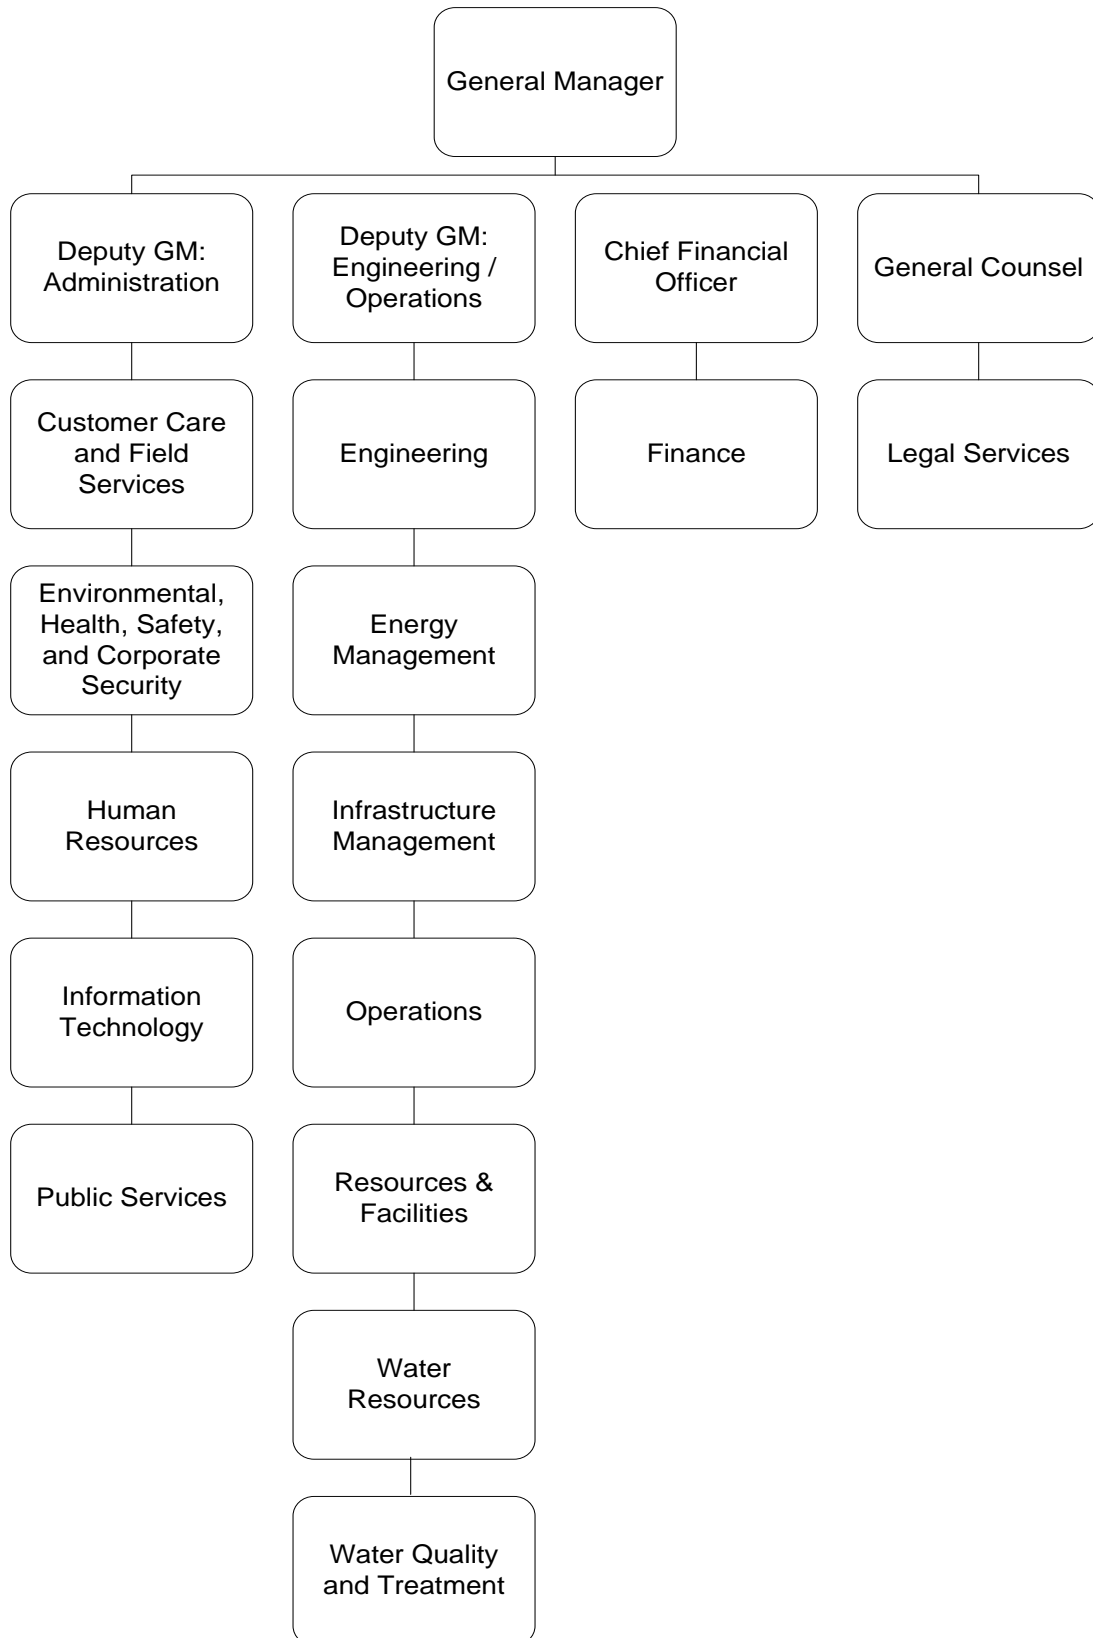 General Manager
Deputy GM:
Administration
Deputy GM:
Engineering /
Operations
Chief Financial
Officer
General Counsel
Customer Care
and Field
Services
Engineering
Finance
Legal Services
Environmental,
Health, Safety,
and Corporate
Security
Energy
Management
Human
Resources
Infrastructure
Management
Information
Technology
Operations
Public Services
Resources &
Facilities
Water
Resources
Water Quality
and Treatment